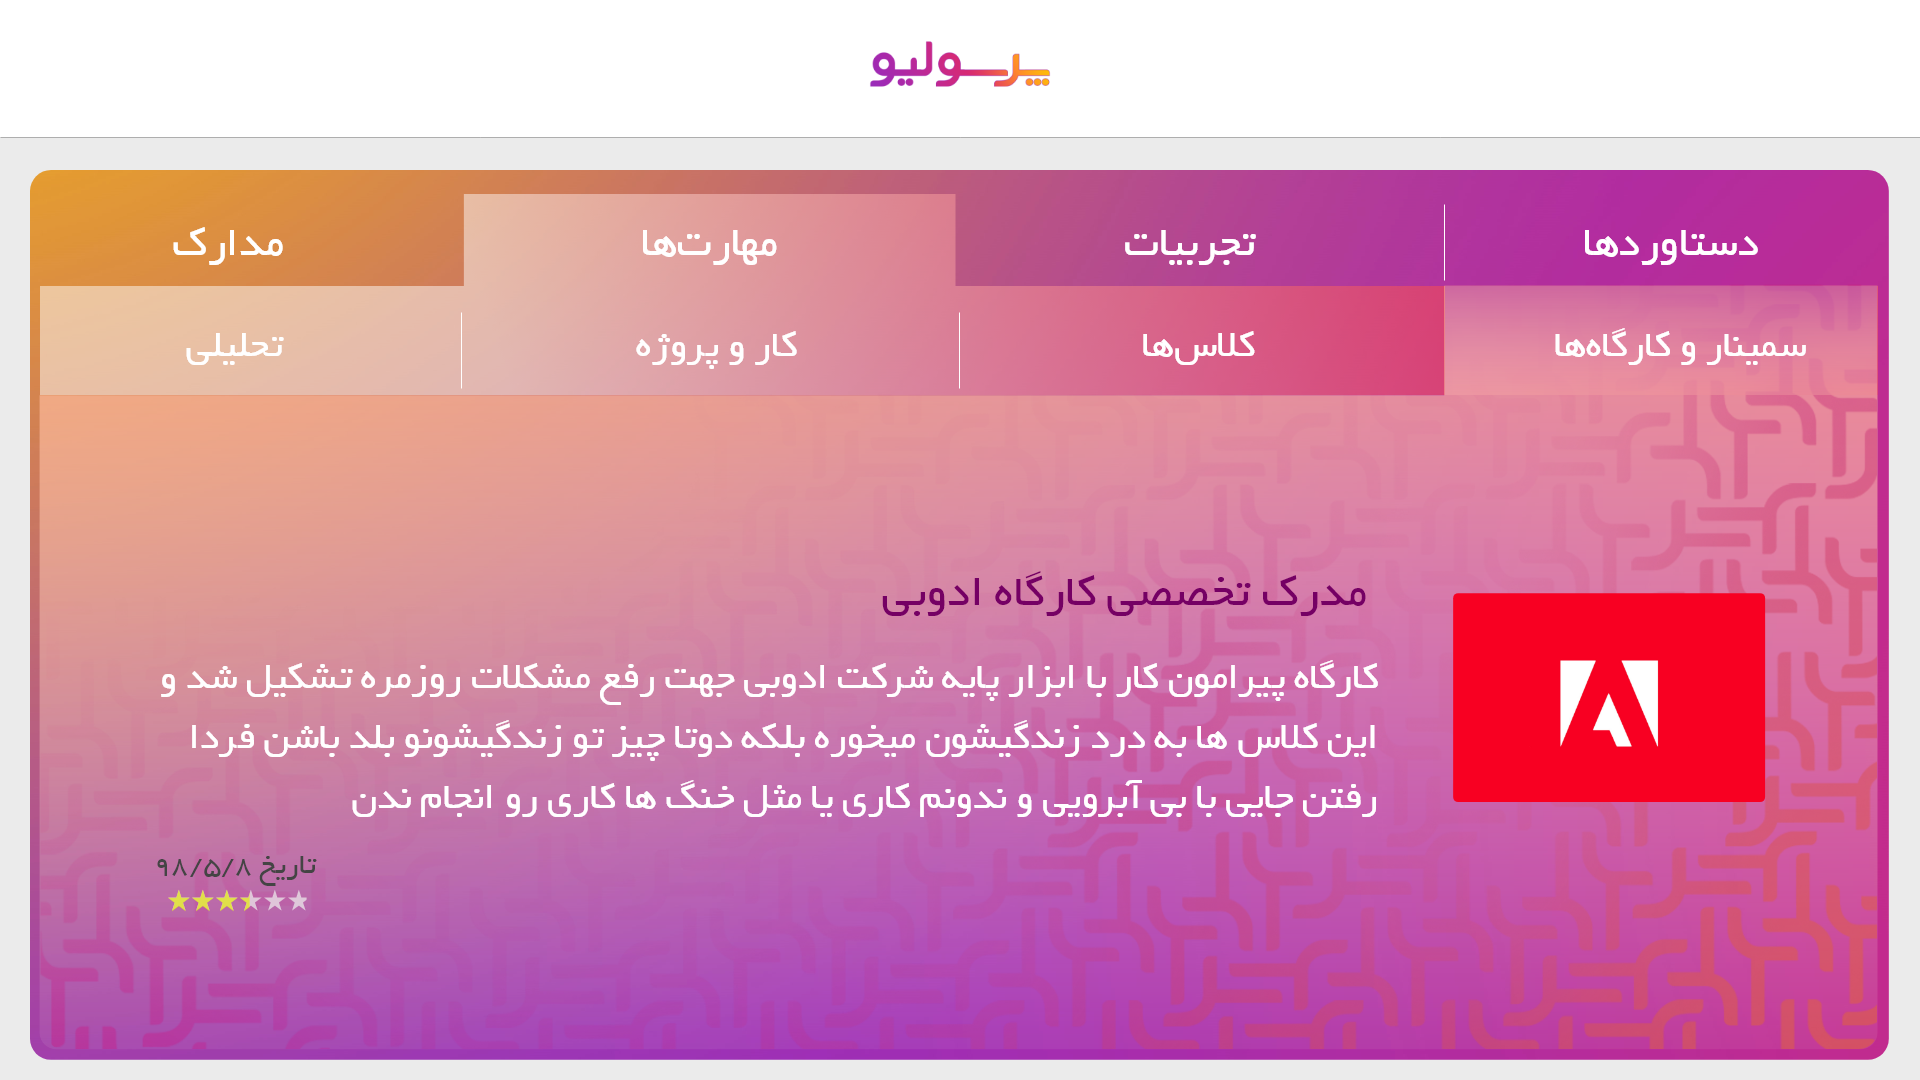 پرولیو
دستاوردها
تجربیات
مهارت‌ها
مدارک
سمینار و کارگاه‌ها
کلاس‌ها
کار و پروژه
تحلیلی
مدرک تخصصی کارگاه ادوبی
کارگاه پیرامون کار با ابزار پایه شرکت ادوبی جهت رفع مشکلات روزمره تشکیل شد و
این کلاس ها به درد زندگیشون میخوره بلکه دوتا چیز تو زندگیشونو بلد باشن فردا
رفتن جایی با بی آبرویی و ندونم کاری یا مثل خنگ ها کاری رو انجام ندن
تاریخ ۹۸/۵/۸